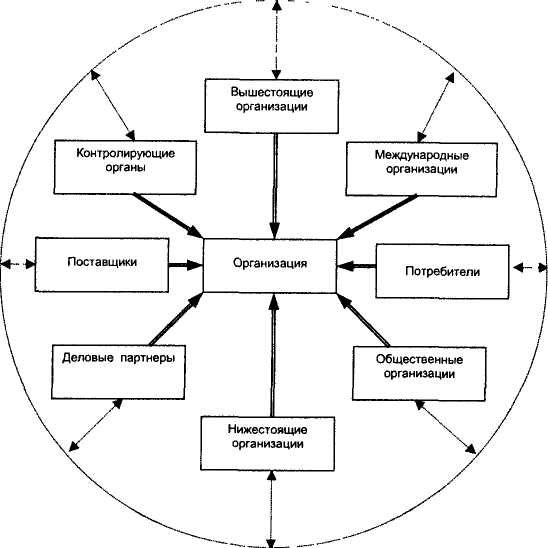 Вышестоящие
организации
Контролирующие
органы
Международные
организации
Поставщики
Организация
Потребители
Деловые партнеры
Общественные
организации
Нижестоящие
организации